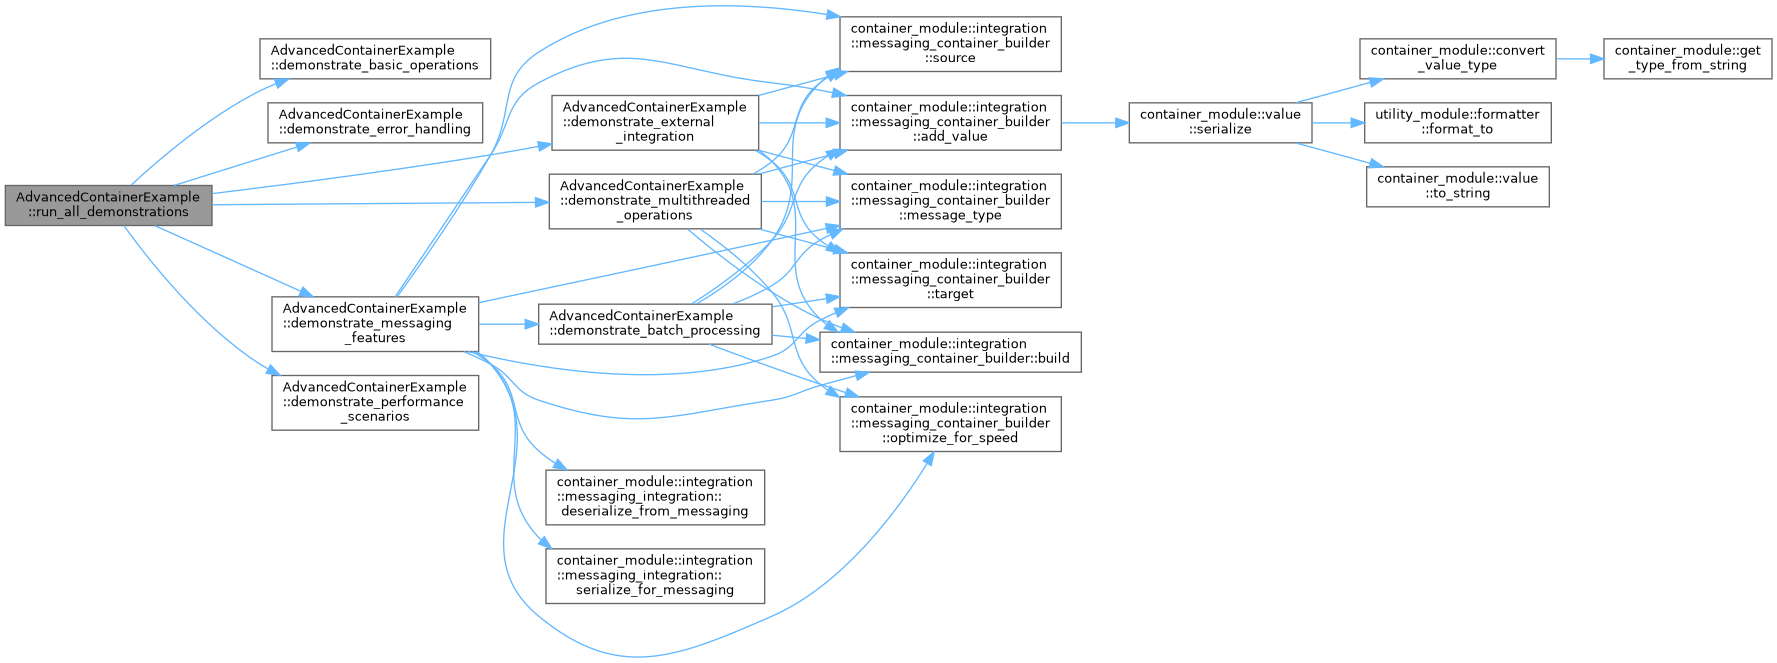 AdvancedContainerExample
::run_all_demonstrations
AdvancedContainerExample
::demonstrate_basic_operations
AdvancedContainerExample
::demonstrate_error_handling
AdvancedContainerExample
::demonstrate_external
_integration
AdvancedContainerExample
::demonstrate_multithreaded
_operations
AdvancedContainerExample
::demonstrate_messaging
_features
AdvancedContainerExample
::demonstrate_batch_processing
AdvancedContainerExample
::demonstrate_performance
_scenarios
container_module::integration
::messaging_integration::
deserialize_from_messaging
container_module::integration
::messaging_integration::
serialize_for_messaging
container_module::integration
::messaging_container_builder
::source
container_module::integration
::messaging_container_builder
::add_value
container_module::integration
::messaging_container_builder
::message_type
container_module::integration
::messaging_container_builder
::target
container_module::integration
::messaging_container_builder::build
container_module::integration
::messaging_container_builder
::optimize_for_speed
container_module::value
::serialize
container_module::convert
_value_type
utility_module::formatter
::format_to
container_module::value
::to_string
container_module::get
_type_from_string